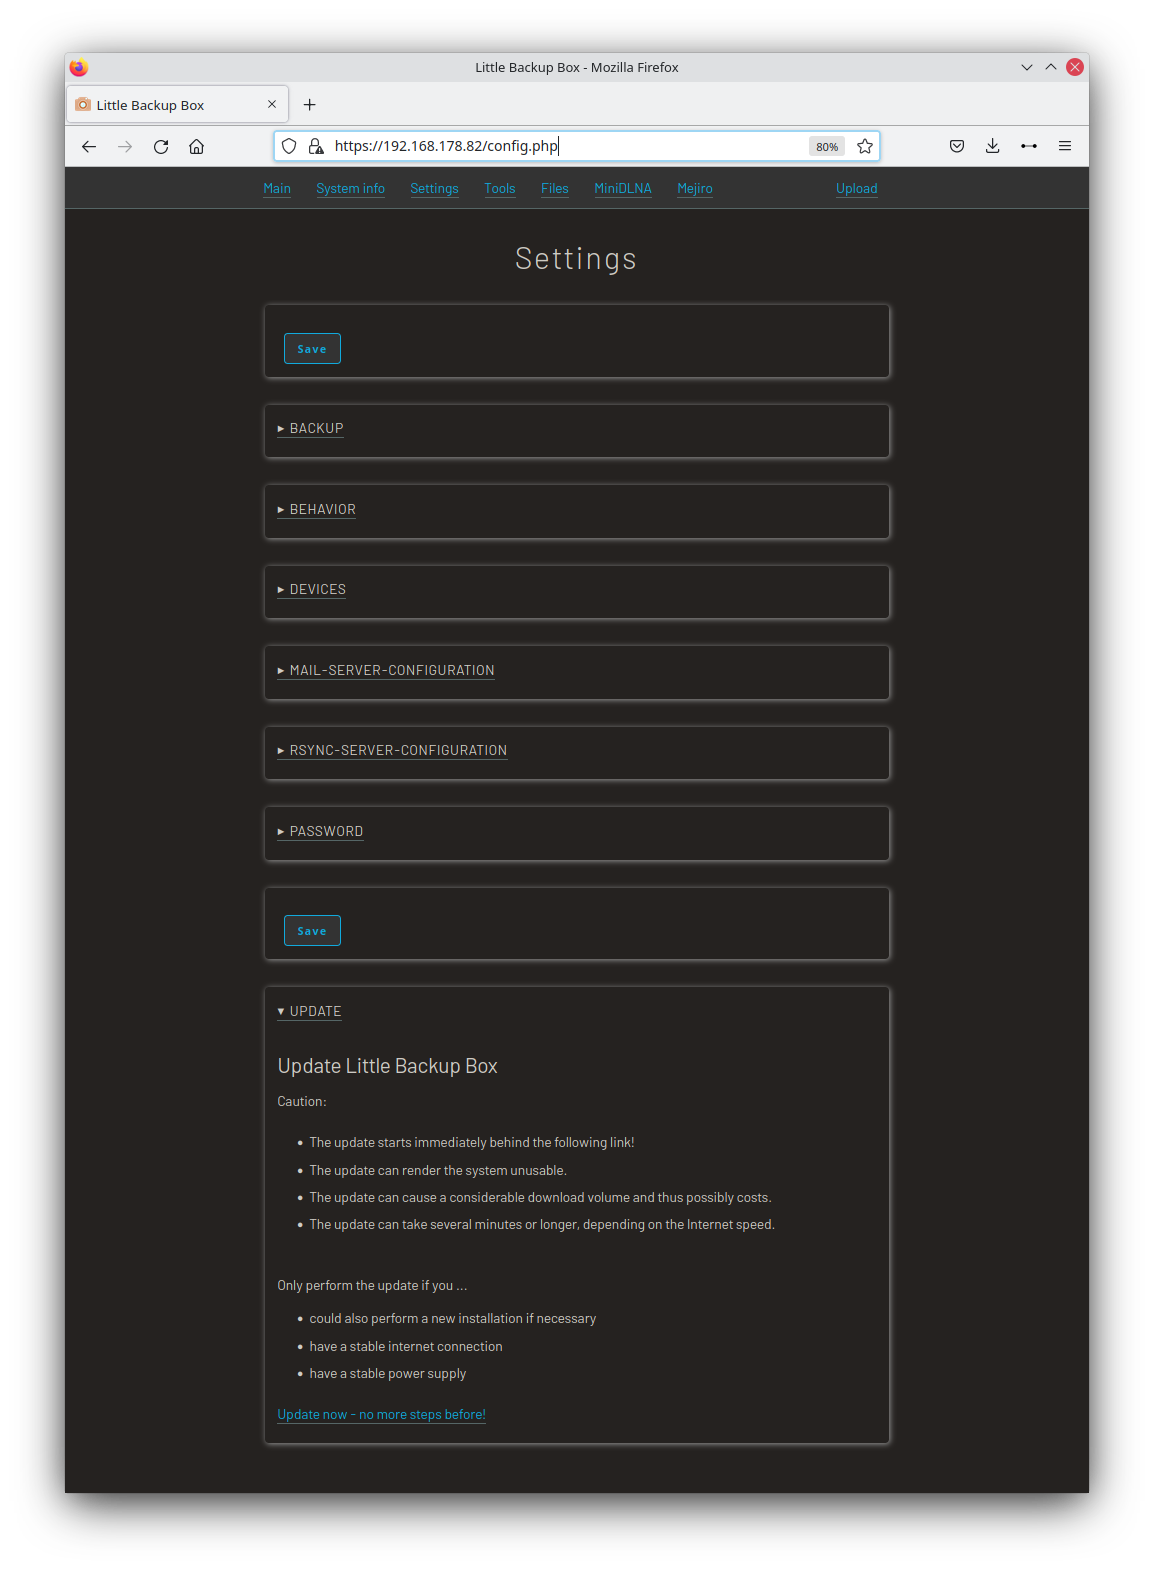 Little Backup Box - Mozilla Firefox
Little Backup Box
https://192.168.178.82/config.php 80%
Main System info Settings Tools Files MiniDLNA Mejiro Upload
Settings
Save
▸ BACKUP
▸ BEHAVIOR
▸ DEVICES
▸ MAIL-SERVER-CONFIGURATION
▸ RSYNC-SERVER-CONFIGURATION
▸ PASSWORD
Save
▾ UPDATE
Update Little Backup Box
Caution:
• The update starts immediately behind the following link!
• The update can render the system unusable.
• The update can cause a considerable download volume and thus possibly costs.
• The update can take several minutes or longer, depending on the Internet speed.
Only perform the update if you ...
• could also perform a new installation if necessary
• have a stable internet connection
• have a stable power supply
Update now - no more steps before!